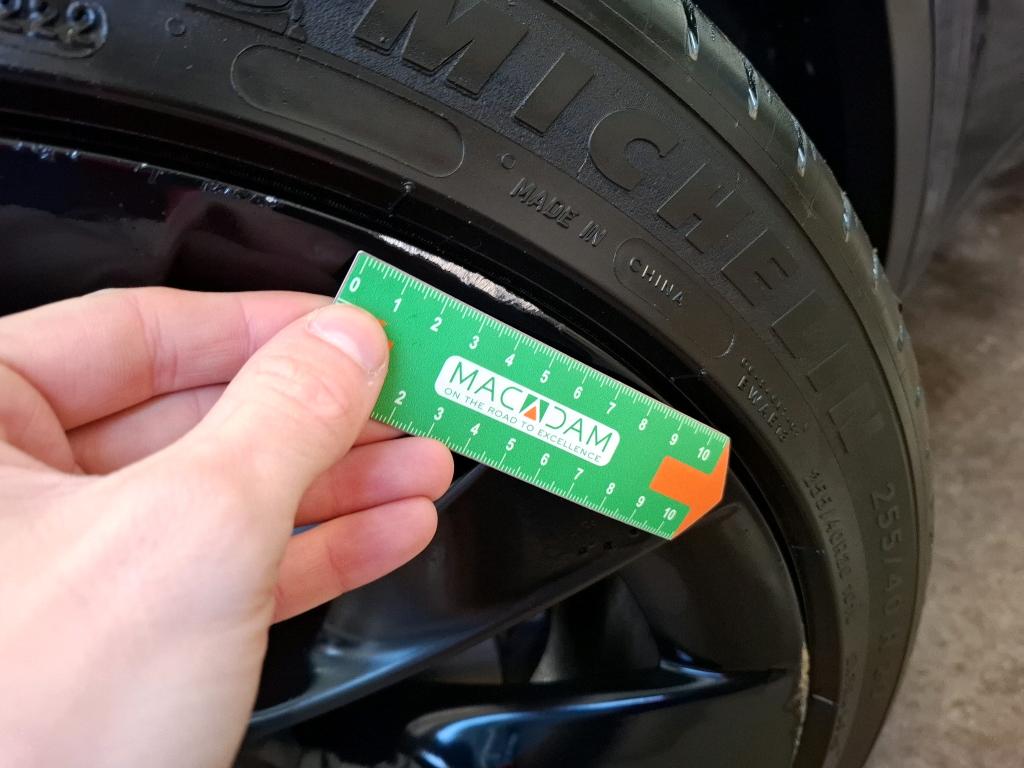 2022
MICHELIN
MADE IN
CHINA
0 1 2 3 4 5 6 7 8 9 10
MACADAM
ON THE ROAD TO EXCELLENCE
2 3 4 5 6 7 8 9 10
255/40 R